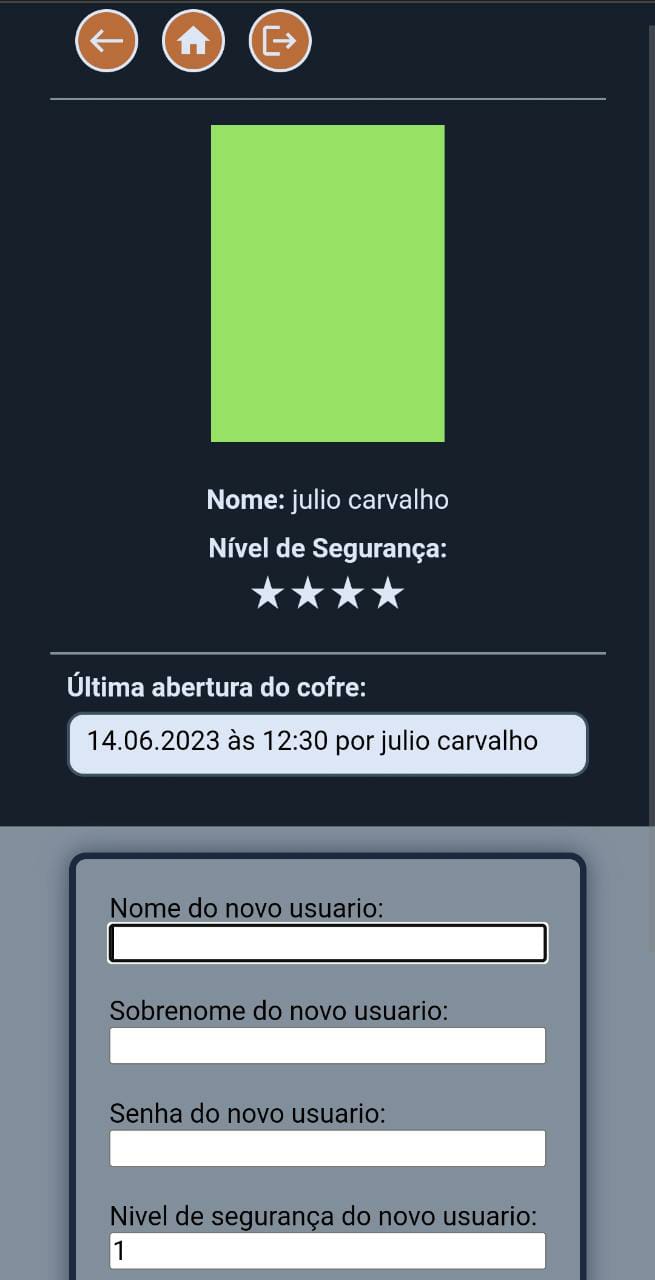 Nome: julio carvalho
Nível de Segurança:
Última abertura do cofre:
14.06.2023 às 12:30 por julio carvalho
Nome do novo usuario:
Sobrenome do novo usuario:
Senha do novo usuario:
Nivel de segurança do novo usuario:
1